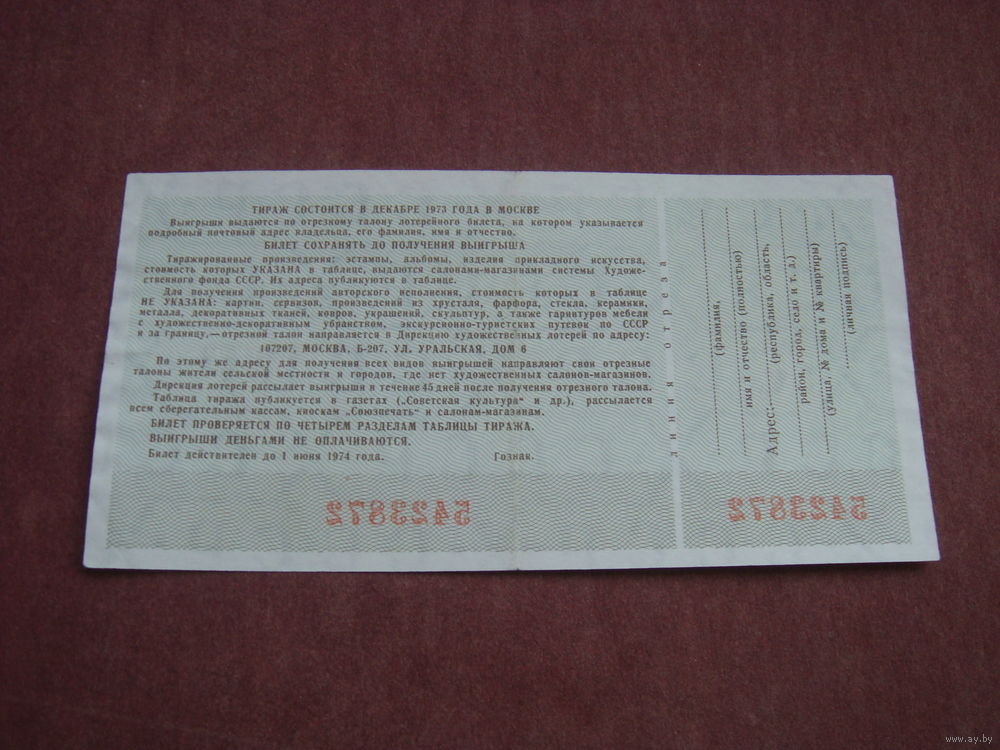 ТИРАЖ СОСТОИТСЯ В ДЕКАБРЕ 1973 ГОДА В МОСКВЕ
Выигрыши выдаются по отрезному талону лотерейного билета, на котором указывается
подробный почтовый адрес владельца, его фамилия, имя и отчество.
БИЛЕТ СОХРАНЯТЬ ДО ПОЛУЧЕНИЯ ВЫИГРЫША
Тиражированные произведения: эстампы, альбомы, изделия прикладного искусства,
стоимость которых УКАЗАНА в таблице, выдаются салонами-магазинами системы Художе-
ственного фонда СССР. Их адреса публикуются в таблице.
Для получения произведений авторского исполнения, стоимость которых в таблице
НЕ УКАЗАНА: картин, сервизов, произведений из хрусталя, фарфора, стекла, керамики,
металла, декоративных тканей, ковров, украшений, скульптур, а также гарнитуров мебели
с художественно-декоративным убранством, экскурсионно-туристских путевок по СССР
и за границу,—отрезной талон направляется в Дирекцию художественных лотерей по адресу:
107207, МОСКВА, Б-207, УЛ. УРАЛЬСКАЯ, ДОМ 6
По этому же адресу для получения всех видов выигрышей направляют свои отрезные
талоны жители сельской местности и городов, где нет художественных салонов-магазинов.
Дирекция лотерей рассылает выигрыши в течение 45 дней после получения отрезного талона.
Таблица тиража публикуется в газетах („Советская культура" и др.), рассылается
всем сберегательным кассам, киоскам „Союзпечать" и салонам-магазинам.
БИЛЕТ ПРОВЕРЯЕТСЯ ПО ЧЕТЫРЕМ РАЗДЕЛАМ ТАБЛИЦЫ ТИРАЖА.
ВЫИГРЫШИ ДЕНЬГАМИ НЕ ОПЛАЧИВАЮТСЯ.
Билет действителен до 1 июня 1974 года. Гознак.
5423872
линия отреза
(фамилия,
имя и отчество (полностью)
Адрес: (республика, область,
район, город, село и т. д.)
(улица, № дома и № квартиры)
(личная подпись)
5423872
www.ay.by